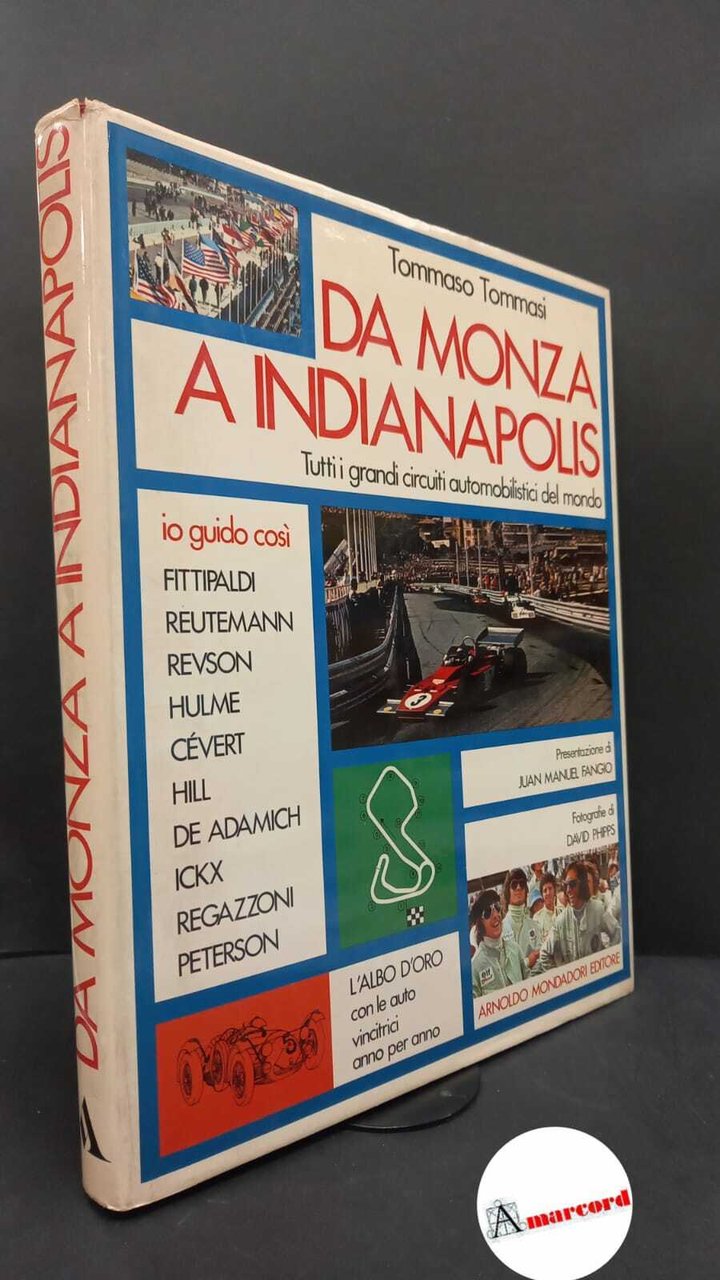 DA MONZA A INDIANAPOLIS
Tommaso Tommasi
DA MONZA
A INDIANAPOLIS
Tutti i grandi circuiti automobilistici del mondo
io guido così
FITTIPALDI
REUTEMANN
REVSON
HULME
CÉVERT
HILL
DE ADAMICH
ICKX
REGAZZONI
PETERSON
3
Presentazione di
JUAN MANUEL FANGIO
Fotografie di
DAVID PHIPPS
elf
ARNOLDO MONDADORI EDITORE
L'ALBO D'ORO
con le auto
vincitrici
anno per anno
Amarcord